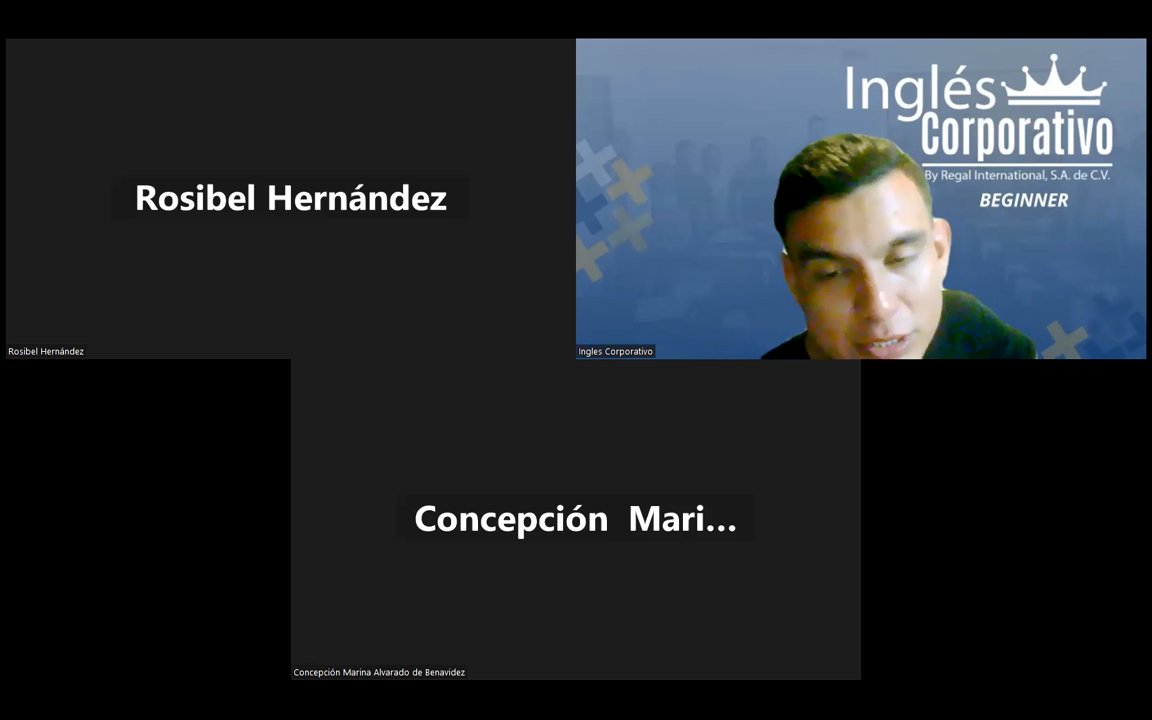 Rosibel Hernández
Rosibel Hernández
Inglés
Corporativo
By Regal International, S.A. de C.V.
BEGINNER
Ingles Corporativo
Concepción Mari...
Concepción Marina Alvarado de Benavidez